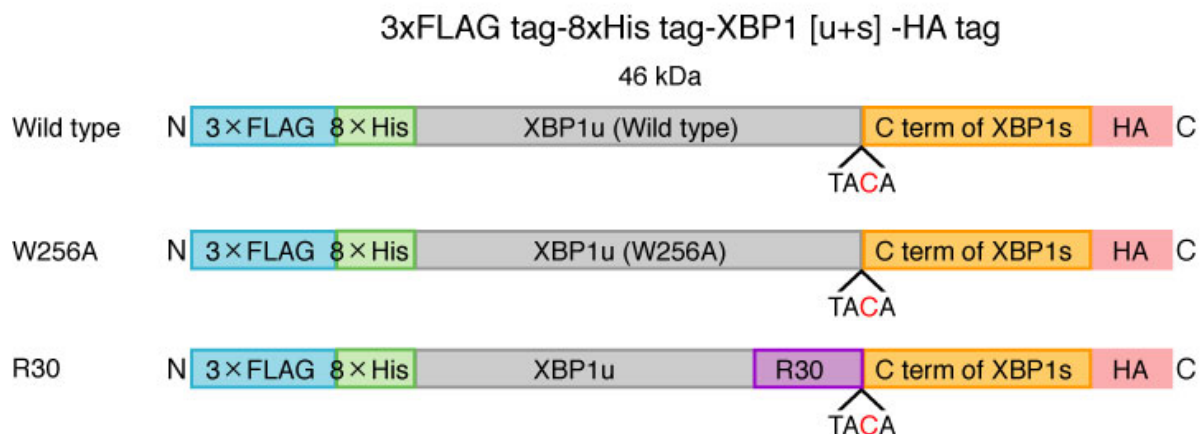 3xFLAG tag-8xHis tag-XBP1 [u+s] -HA tag
46 kDa
Wild type N 3×FLAG 8×His XBP1u (Wild type) C term of XBP1s HA C
TACA
W256A N 3×FLAG 8×His XBP1u (W256A) C term of XBP1s HA C
TACA
R30 N 3×FLAG 8×His XBP1u R30 C term of XBP1s HA C
TACA